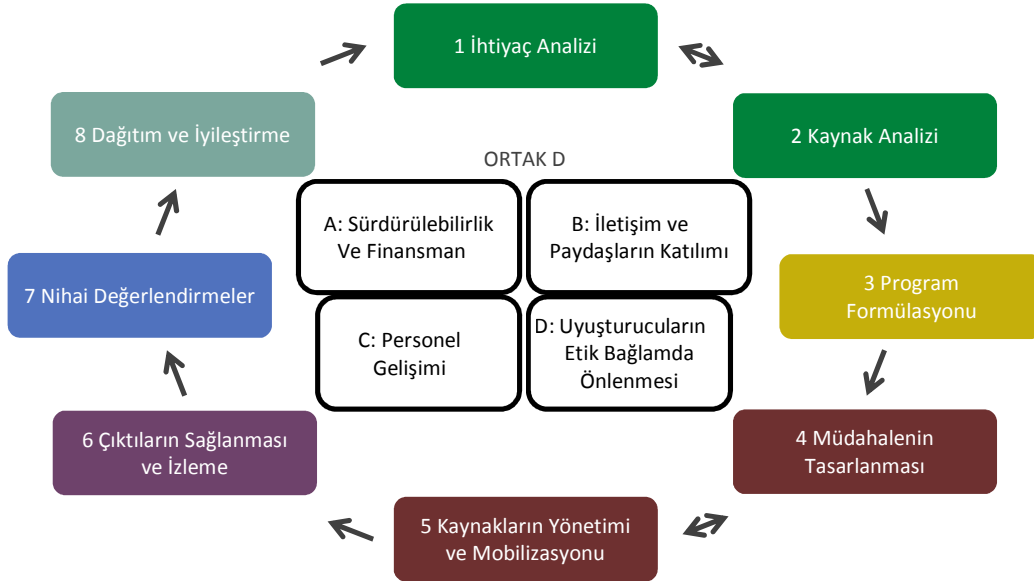 1 İhtiyaç Analizi
2 Kaynak Analizi
3 Program
Formülasyonu
4 Müdahalenin
Tasarlanması
5 Kaynakların Yönetimi
ve Mobilizasyonu
6 Çıktıların Sağlanması
ve İzleme
7 Nihai Değerlendirmeler
8 Dağıtım ve İyileştirme
ORTAK D
A: Sürdürülebilirlik
Ve Finansman
B: İletişim ve
Paydaşların Katılımı
C: Personel
Gelişimi
D: Uyuşturucuların
Etik Bağlamda
Önlenmesi